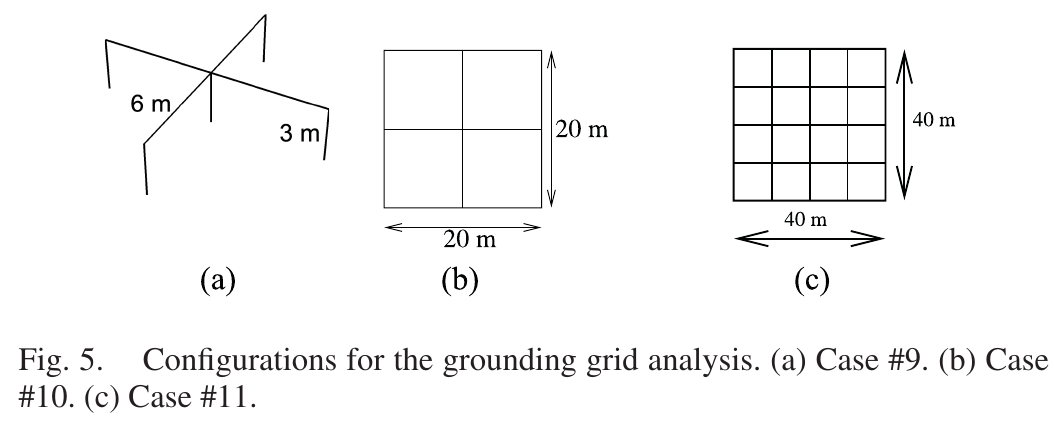 6 m
3 m
20 m
20 m
40 m
40 m
(a)
(b)
(c)
Fig. 5. Configurations for the grounding grid analysis. (a) Case #9. (b) Case
#10. (c) Case #11.